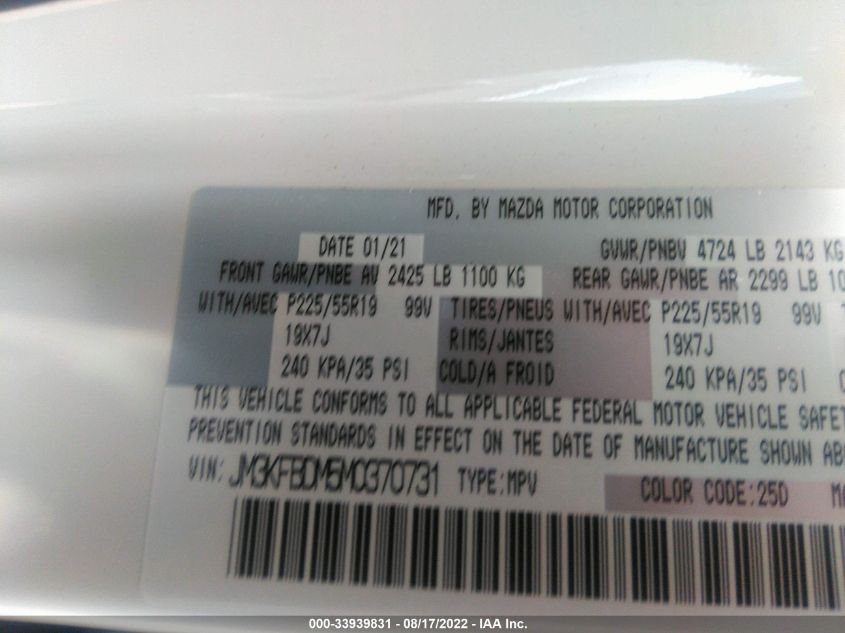 MFD. BY MAZDA MOTOR CORPORATION
DATE 01/21 GVWR/PNBV 4724 LB 2143 KG
FRONT GAWR/PNBE AV 2425 LB 1100 KG REAR GAWR/PNBE AR 2299 LB 10
WITH/AVEC P225/55R19 99V TIRES/PNEUS WITH/AVEC P225/55R19 99V T
19X7J RIMS/JANTES 19X7J
240 KPA/35 PSI COLD/A FROID 240 KPA/35 PSI C
THIS VEHICLE CONFORMS TO ALL APPLICABLE FEDERAL MOTOR VEHICLE SAFET
PREVENTION STANDARDS IN EFFECT ON THE DATE OF MANUFACTURE SHOWN AB
VIN: JM3KFBDM5M0370731 TYPE:MPV COLOR CODE:25D MA
000-33939831 - 08/17/2022 - IAA Inc.